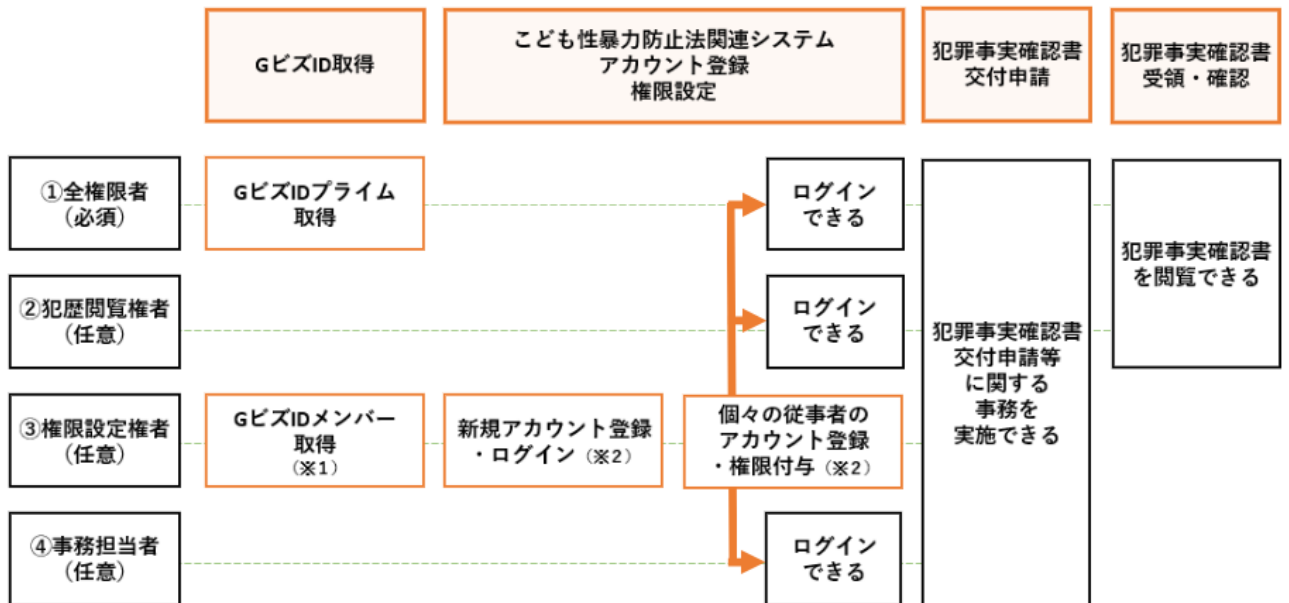 GビズID取得
こども性暴力防止法関連システム
アカウント登録
権限設定
犯罪事実確認書
交付申請
犯罪事実確認書
受領・確認
①全権限者
(必須)
GビズIDプライム
取得
ログイン
できる
②犯歴閲覧権者
(任意)
ログイン
できる
犯罪事実確認書
を閲覧できる
③権限設定権者
(任意)
GビズIDメンバー
取得
(※1)
新規アカウント登録
・ログイン(※2)
個々の従事者の
アカウント登録
・権限付与(※2)
犯罪事実確認書
交付申請等
に関する
事務を
実施できる
④事務担当者
(任意)
ログイン
できる